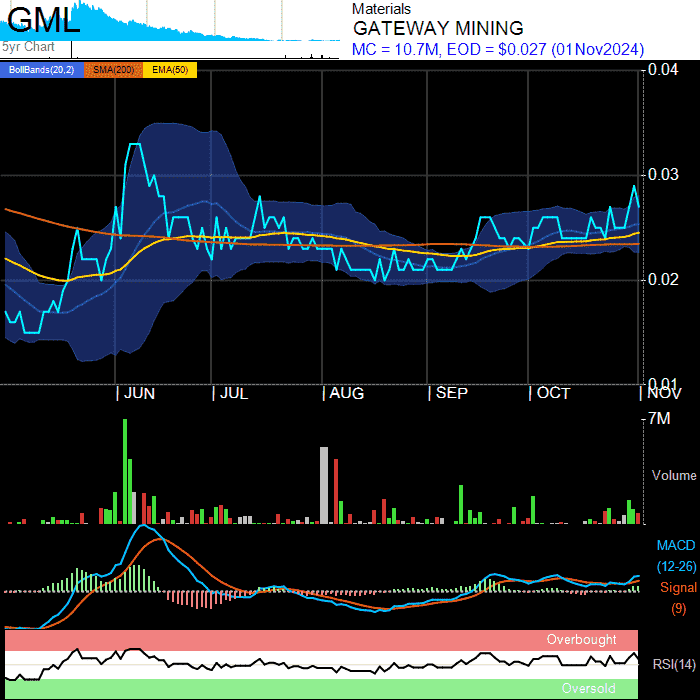 GML
5yr Chart
Materials
GATEWAY MINING
MC = 10.7M, EOD = $0.027 (01Nov2024)
BollBands(20,2) SMA(200) EMA(50)
0.04
0.03
0.02
0.01
| JUN | JUL | AUG | SEP | OCT | NOV
7M
Volume
MACD
(12-26)
Signal
(9)
Overbought
RSI(14)
Oversold